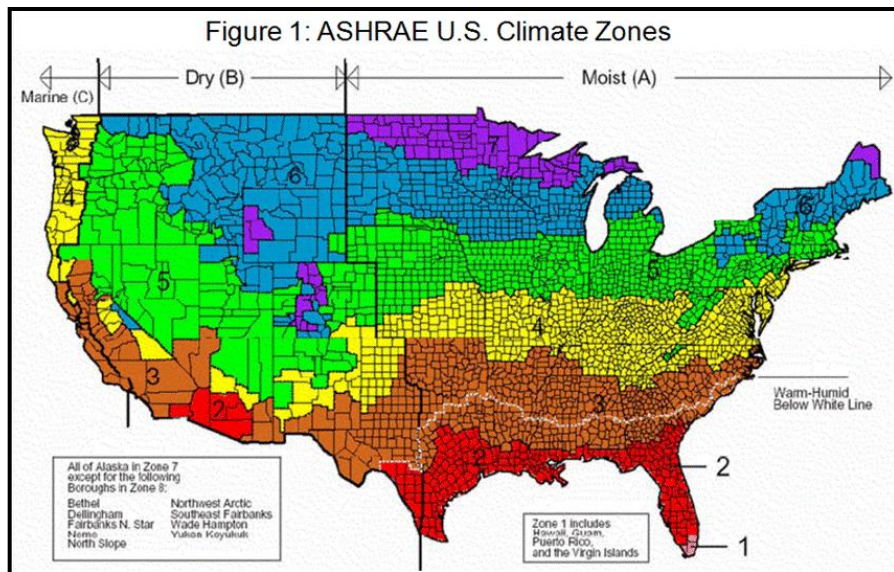 Figure 1: ASHRAE U.S. Climate Zones
Marine (C)
Dry (B)
Moist (A)
7
6
6
4
5
5
4
3
3
2
2
Warm-Humid
Below White Line
2
1
All of Alaska in Zone 7
except for the following
Boroughs in Zone 8:
Bethel
Dellingham
Fairbanks N. Star
Nome
North Slope
Northwest Arctic
Southeast Fairbanks
Wade Hampton
Yukon Koyukuk
Zone 1 includes
Hawaii, Guam,
Puerto Rico,
and the Virgin Islands